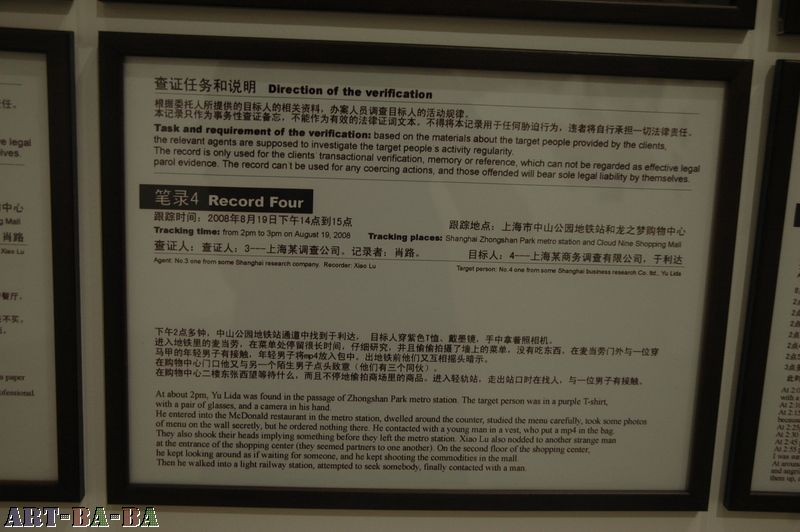 查证任务和说明 Direction of the verification
根据委托人所提供的目标人的相关资料，办案人员调查目标人的活动规律。
本记录只作为事务性查证备忘，不能作为有效的法律证词文本。不得将本记录用于任何胁迫行为，违者将自行承担一切法律责任。
Task and requirement of the verification: based on the materials about the target people provided by the clients,
the relevant agents are supposed to investigate the target people's activity regularity.
The record is only used for the clients' transactional verification, memory or reference, which can not be regarded as effective legal
parol evidence. The record can't be used for any coercing actions, and those offended will bear sole legal liability by themselves.
笔录4 Record Four
跟踪时间：2008年8月19日下午14点到15点
跟踪地点：上海市中山公园地铁站和龙之梦购物中心
Tracking time: from 2pm to 3pm on August 19, 2008
Tracking places: Shanghai Zhongshan Park metro station and Cloud Nine Shopping Mall
查证人：查证人：3---上海某调查公司，记录者：肖路。
目标人：4---上海某商务调查有限公司，于利达
Agent: No.3 one from some Shanghai research company. Recorder: Xiao Lu
Target person: No.4 one from some Shanghai business research Co. ltd., Yu Lida
下午2点多钟，中山公园地铁站通道中找到于利达， 目标人穿紫色T恤、戴墨镜，手中拿着照相机。
进入地铁里的麦当劳，在菜单处停留很长时间，仔细研究，并且偷偷拍摄了墙上的菜单，没有吃东西，在麦当劳门外与一位穿
马甲的年轻男子有接触，年轻男子将mp4放入包中。出地铁前他们又互相摇头暗示。
在购物中心门口他又与另一个陌生男子点头致意（他们有三个同伙）。
在购物中心二楼东张西望等待什么，而且不停地偷拍商场里的商品。进入轻轨站，走出站口时在找人，与一位男子有接触。
At about 2pm, Yu Lida was found in the passage of Zhongshan Park metro station. The target person was in a purple T-shirt,
with a pair of glasses, and a camera in his hand.
He entered into the McDonald restaurant in the metro station, dwelled around the counter, studied the menu carefully, took some photos
of menu on the wall secretly, but he ordered nothing there. He contacted with a young man in a vest, who put a mp4 in the bag.
They also shook their heads implying something before they left the metro station. Xiao Lu also nodded to another strange man
at the entrance of the shopping center (they seemed partners to one another). On the second floor of the shopping center,
he kept looking around as if waiting for someone, and he kept shooting the commodities in the mall.
Then he walked into a light railway station, attempted to seek somebody, finally contacted with a man.
ART-BA-BA